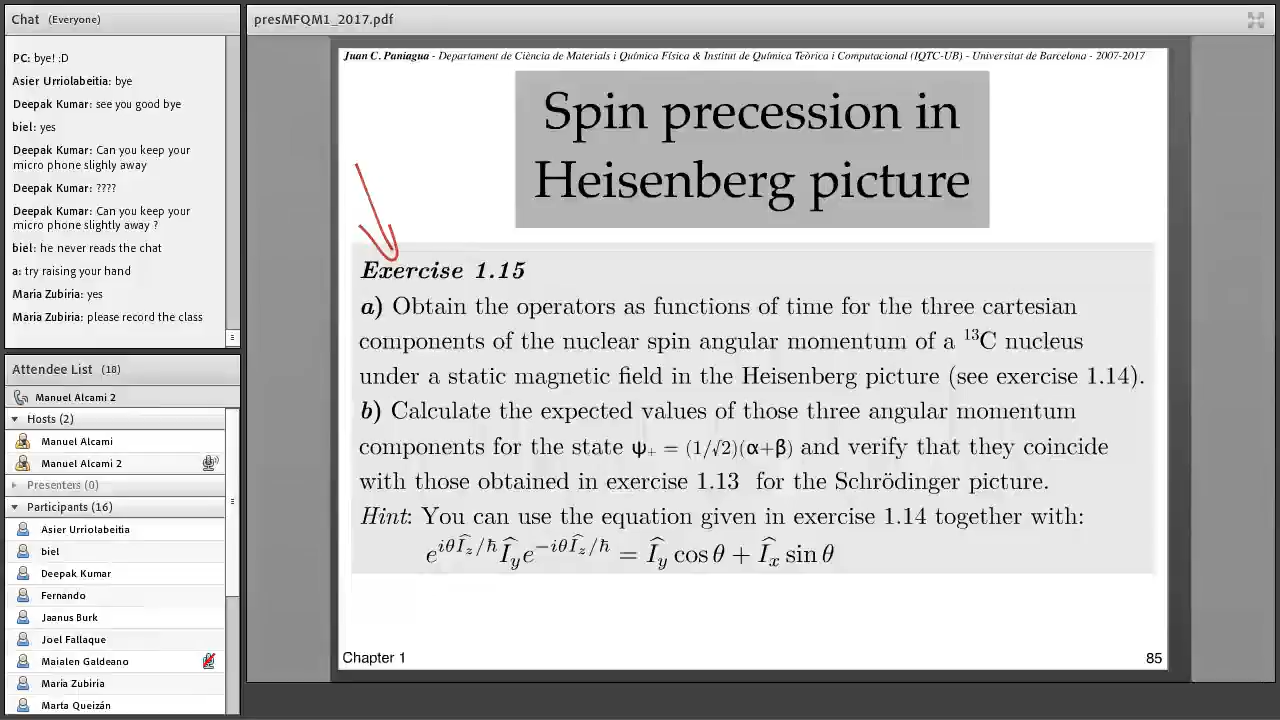 Chat (Everyone)
PC: bye! :D
Asier Urriolabeitia: bye
Deepak Kumar: see you good bye
biel: yes
Deepak Kumar: Can you keep your
micro phone slighly away
Deepak Kumar: ????
Deepak Kumar: Can you keep your
micro phone slightly away ?
biel: he never reads the chat
a: try raising your hand
Maria Zubiria: yes
Maria Zubiria: please record the class
Attendee List (18)
Manuel Alcami 2
Hosts (2)
Manuel Alcami
Manuel Alcami 2
Presenters (0)
Participants (16)
Asier Urriolabeitia
biel
Deepak Kumar
Fernando
Jaanus Burk
Joel Fallaque
Maialen Galdeano
Maria Zubiria
Marta Queizán
presMFQM1_2017.pdf
Juan C. Paniagua - Departament de Ciència de Materials i Química Física & Institut de Química Teòrica i Computacional (IQTC-UB) - Universitat de Barcelona - 2007-2017
Spin precession in
Heisenberg picture
Exercise 1.15
a) Obtain the operators as functions of time for the three cartesian
components of the nuclear spin angular momentum of a ¹³C nucleus
under a static magnetic field in the Heisenberg picture (see exercise 1.14).
b) Calculate the expected values of those three angular momentum
components for the state ψ₊ = (1/√2)(α+β) and verify that they coincide
with those obtained in exercise 1.13 for the Schrödinger picture.
Hint: You can use the equation given in exercise 1.14 together with:
e^{iθÎ_z/ħ} Î_y e^{−iθÎ_z/ħ} = Î_y cos θ + Î_x sin θ
Chapter 1
85